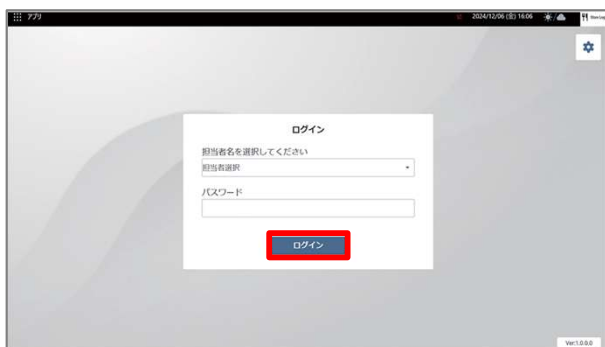 アプリ
2024/12/06 (金) 16:06
ログイン
担当者名を選択してください
担当者選択
パスワード
ログイン
Ver:1.0.0.0